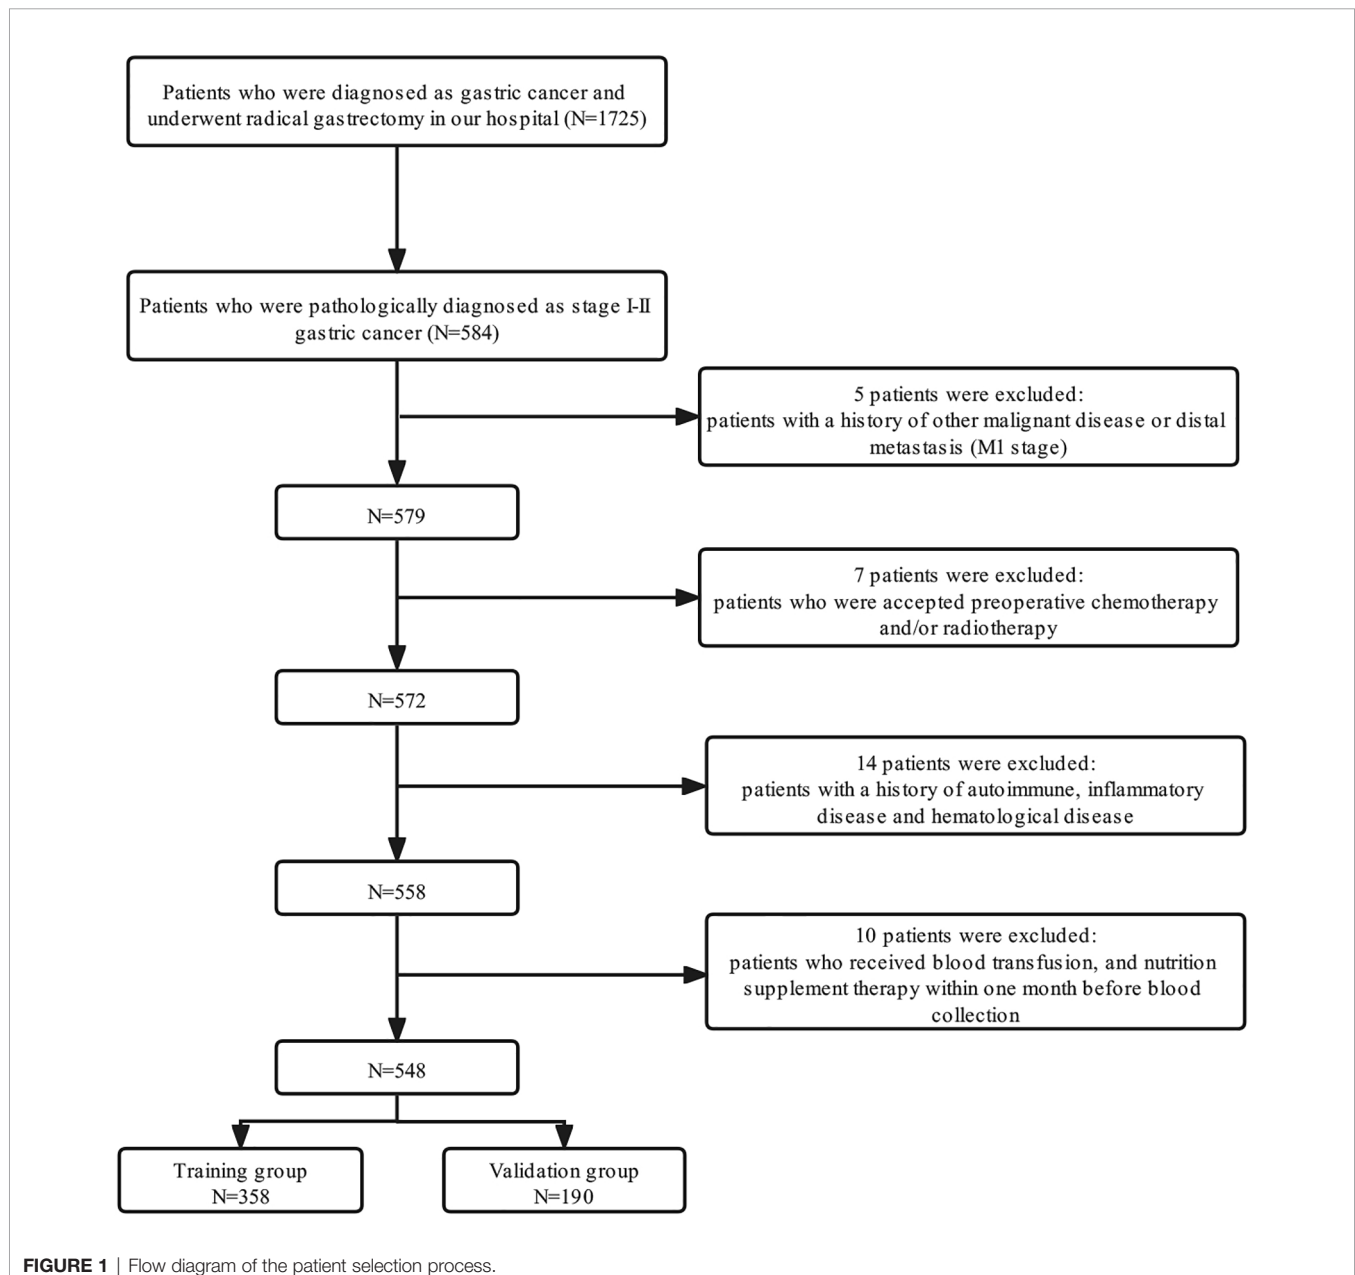 Patients who were diagnosed as gastric cancer and
underwent radical gastrectomy in our hospital (N=1725)
Patients who were pathologically diagnosed as stage I-II
gastric cancer (N=584)
5 patients were excluded:
patients with a history of other malignant disease or distal
metastasis (M1 stage)
N=579
7 patients were excluded:
patients who were accepted preoperative chemotherapy
and/or radiotherapy
N=572
14 patients were excluded:
patients with a history of autoimmune, inflammatory
disease and hematological disease
N=558
10 patients were excluded:
patients who received blood transfusion, and nutrition
supplement therapy within one month before blood
collection
N=548
Training group
N=358
Validation group
N=190
FIGURE 1 | Flow diagram of the patient selection process.